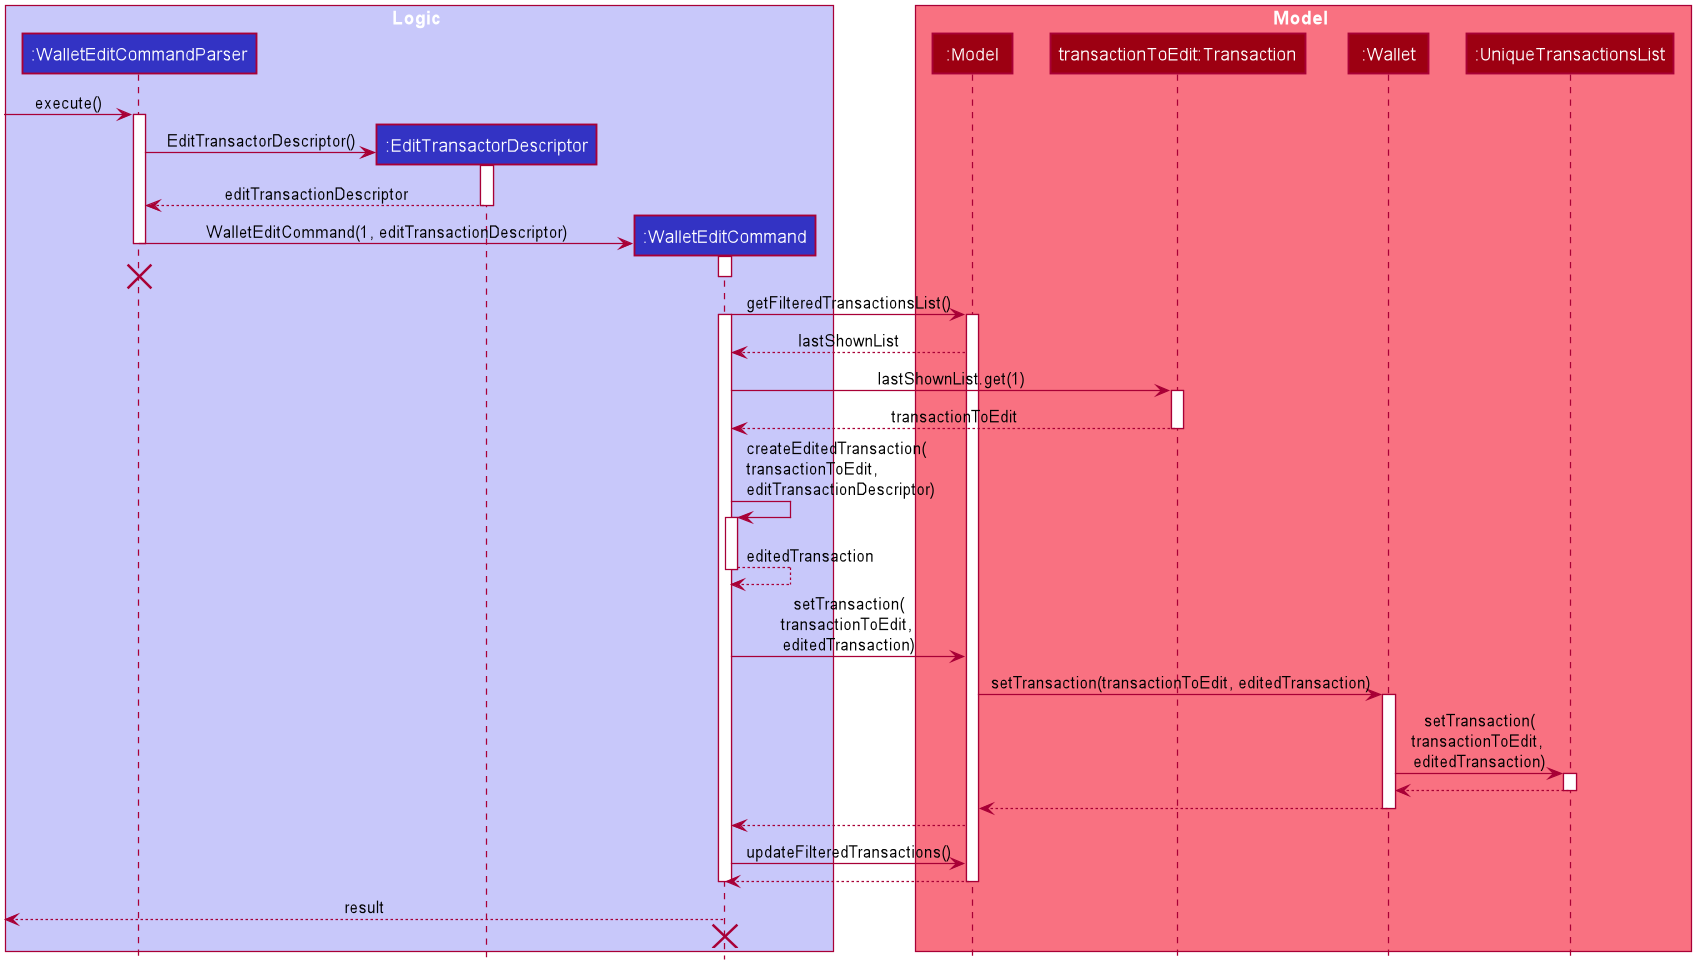 Logic
Model
:WalletEditCommandParser
:Model
transactionToEdit:Transaction
:Wallet
:UniqueTransactionsList
execute()
EditTransactorDescriptor()
:EditTransactorDescriptor
editTransactionDescriptor
WalletEditCommand(1, editTransactionDescriptor)
:WalletEditCommand
getFilteredTransactionsList()
lastShownList
lastShownList.get(1)
transactionToEdit
createEditedTransaction(
transactionToEdit,
editTransactionDescriptor)
editedTransaction
setTransaction(
transactionToEdit,
editedTransaction)
setTransaction(transactionToEdit, editedTransaction)
setTransaction(
transactionToEdit,
editedTransaction)
updateFilteredTransactions()
result